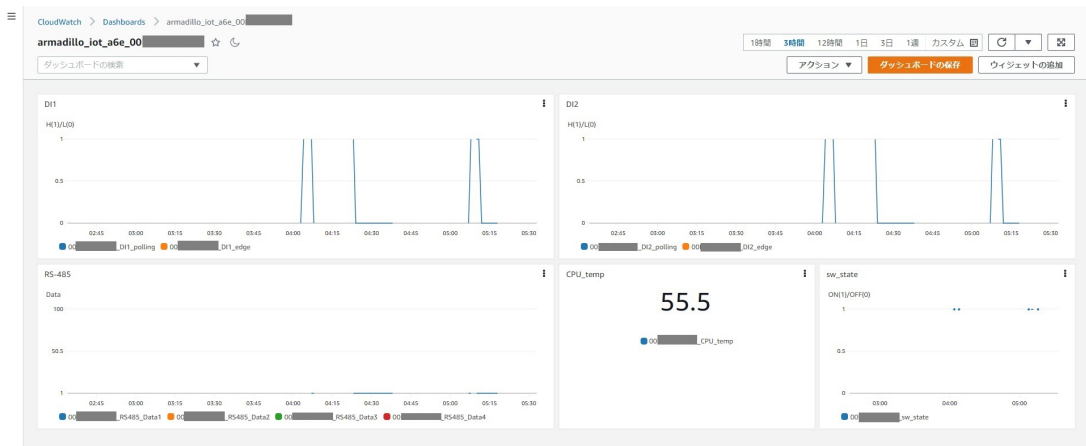 CloudWatch > Dashboards > armadillo_iot_a6e_00
armadillo_iot_a6e_00
1時間 3時間 12時間 1日 3日 1週 カスタム
ダッシュボードの検索
アクション ダッシュボードの保存 ウィジェットの追加
DI1
H(1)/L(0)
1
0.5
0
02:45 03:00 03:15 03:30 03:45 04:00 04:15 04:30 04:45 05:00 05:15 05:30
00 _DI1_polling 00 _DI1_edge
DI2
H(1)/L(0)
1
0.5
0
02:45 03:00 03:15 03:30 03:45 04:00 04:15 04:30 04:45 05:00 05:15 05:30
00 _DI2_polling 00 _DI2_edge
RS-485
Data
100
50.5
1
02:45 03:00 03:15 03:30 03:45 04:00 04:15 04:30 04:45 05:00 05:15 05:30
00 _RS485_Data1 00 _RS485_Data2 00 _RS485_Data3 00 _RS485_Data4
CPU_temp
55.5
00 _CPU_temp
sw_state
ON(1)/OFF(0)
1
0.5
0
03:00 04:00 05:00
00 _sw_state